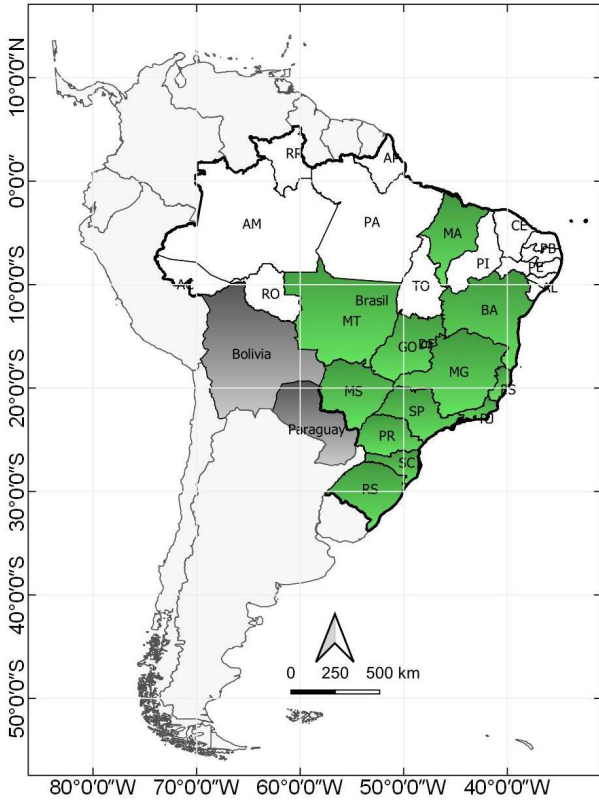 10°0'0"N
0°0'0"
10°0'0"S
20°0'0"S
30°0'0"S
40°0'0"S
50°0'0"S
RR
AP
AM
PA
MA
CE
PB
PI
PE
AC
RO
TO
AL
Brasil
MT
BA
Bolivia
GO
DF
MG
MS
ES
SP
RJ
Paraguay
PR
SC
RS
0 250 500 km
80°0'0"W 70°0'0"W 60°0'0"W 50°0'0"W 40°0'0"W